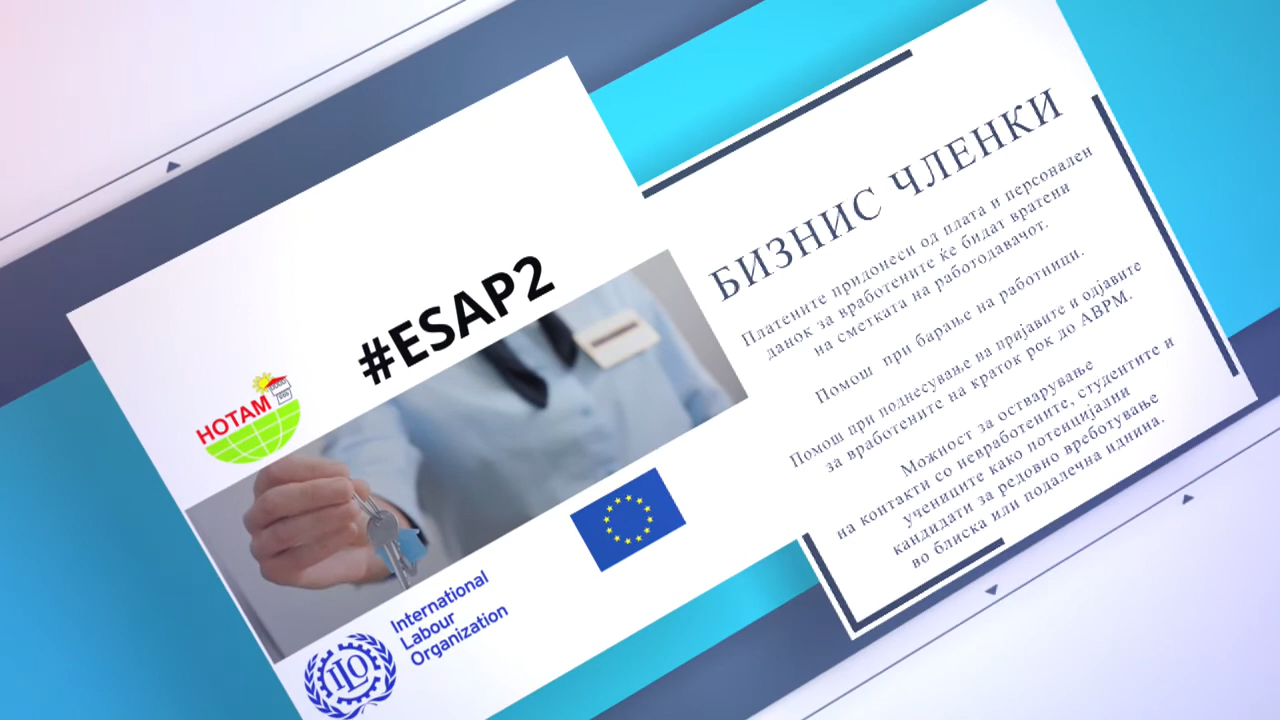 #ESAP2
HOTAM
International
Labour
Organization
ILO
БИЗНИС ЧЛЕНКИ
Платените придонеси од плата и персонален
данок за вработените ќе бидат вратени
на сметката на работодавачот.
Помош при барање на работници.
Помош при поднесување на пријавите и одјавите
за вработените на краток рок до АВРМ.
Можност за остварување
на контакти со невработените, студентите и
учениците како потенцијални
кандидати за редовно вработување
во блиска или подалечна иднина.